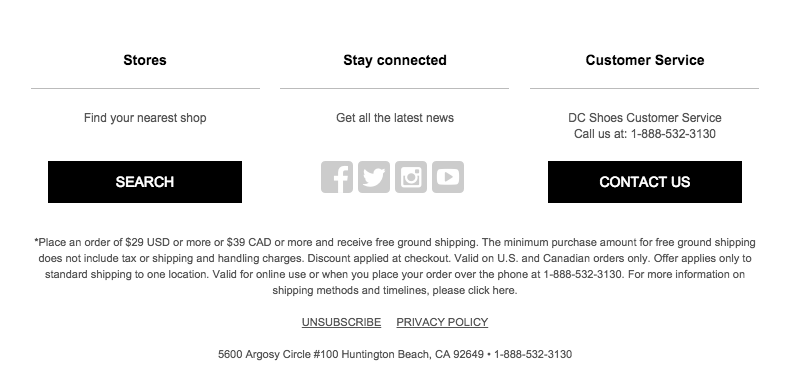 Stores
Stay connected
Customer Service
Find your nearest shop
Get all the latest news
DC Shoes Customer Service
Call us at: 1-888-532-3130
SEARCH
CONTACT US
*Place an order of $29 USD or more or $39 CAD or more and receive free ground shipping. The minimum purchase amount for free ground shipping
does not include tax or shipping and handling charges. Discount applied at checkout. Valid on U.S. and Canadian orders only. Offer applies only to
standard shipping to one location. Valid for online use or when you place your order over the phone at 1-888-532-3130. For more information on
shipping methods and timelines, please click here.
UNSUBSCRIBE PRIVACY POLICY
5600 Argosy Circle #100 Huntington Beach, CA 92649 • 1-888-532-3130